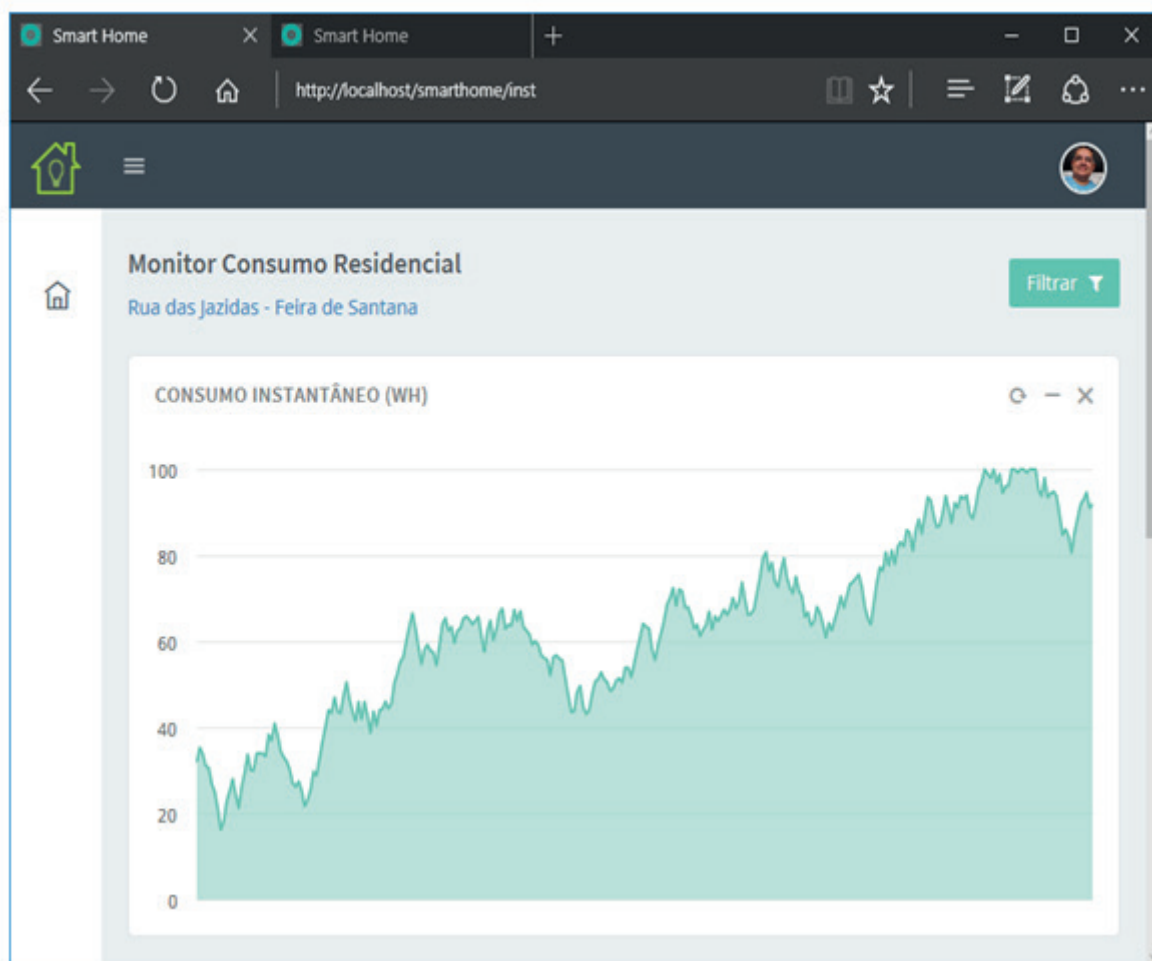 Smart Home
Smart Home
http://localhost/smarthome/inst
Monitor Consumo Residencial
Filtrar
Rua das Jazidas - Feira de Santana
CONSUMO INSTANTÂNEO (WH)
100
80
60
40
20
0